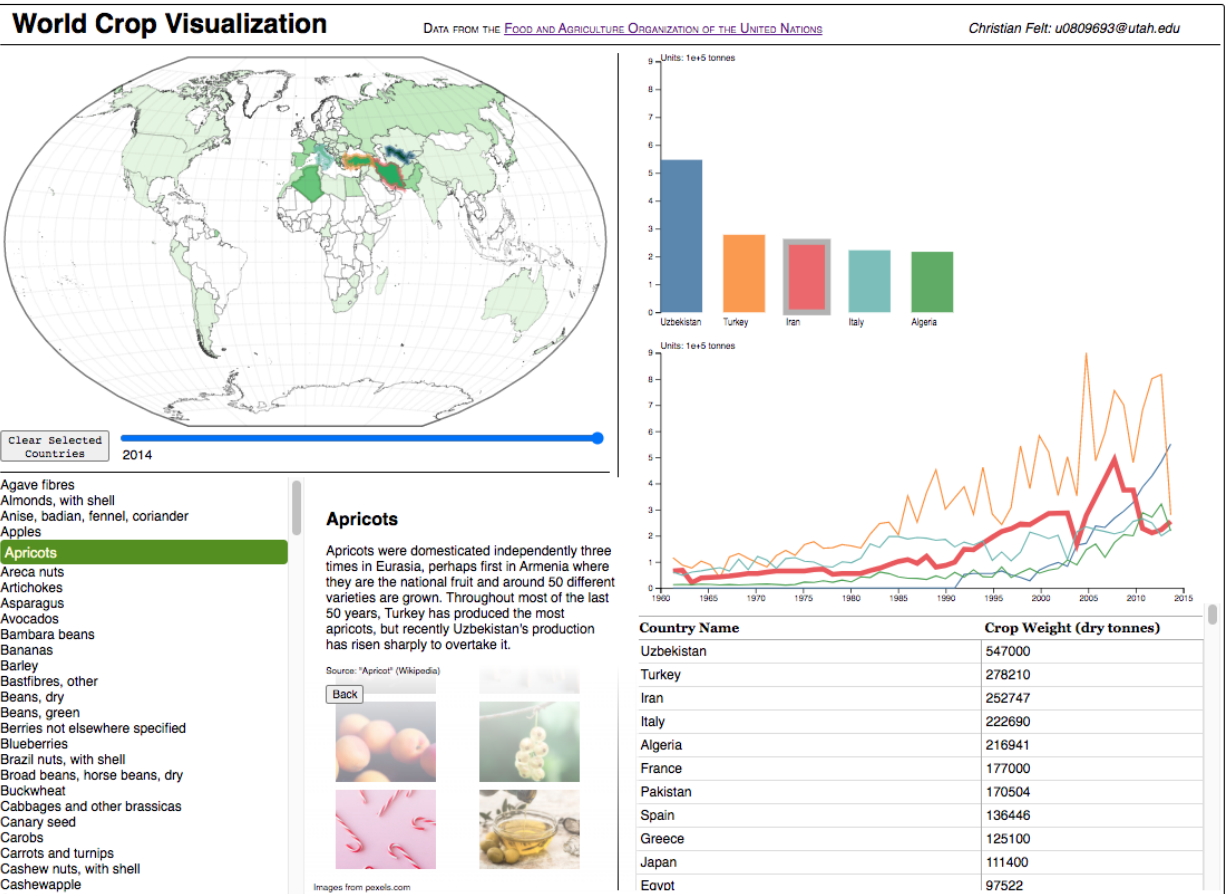 World Crop Visualization
Data from the Food and Agriculture Organization of the United Nations
Christian Felt: u0809693@utah.edu
Clear Selected
Countries
2014
Agave fibres
Almonds, with shell
Anise, badian, fennel, coriander
Apples
Apricots
Areca nuts
Artichokes
Asparagus
Avocados
Bambara beans
Bananas
Barley
Bastfibres, other
Beans, dry
Beans, green
Berries not elsewhere specified
Blueberries
Brazil nuts, with shell
Broad beans, horse beans, dry
Buckwheat
Cabbages and other brassicas
Canary seed
Carobs
Carrots and turnips
Cashew nuts, with shell
Cashewapple
Apricots
Apricots were domesticated independently three
times in Eurasia, perhaps first in Armenia where
they are the national fruit and around 50 different
varieties are grown. Throughout most of the last
50 years, Turkey has produced the most
apricots, but recently Uzbekistan's production
has risen sharply to overtake it.
Source: "Apricot" (Wikipedia)
Back
Images from pexels.com
Units: 1e+5 tonnes
9
8
7
6
5
4
3
2
1
0
Uzbekistan Turkey Iran Italy Algeria
Units: 1e+5 tonnes
9
8
7
6
5
4
3
2
1
0
1960 1965 1970 1975 1980 1985 1990 1995 2000 2005 2010 2015
Country Name Crop Weight (dry tonnes)
Uzbekistan 547000
Turkey 278210
Iran 252747
Italy 222690
Algeria 216941
France 177000
Pakistan 170504
Spain 136446
Greece 125100
Japan 111400
Egypt 97522